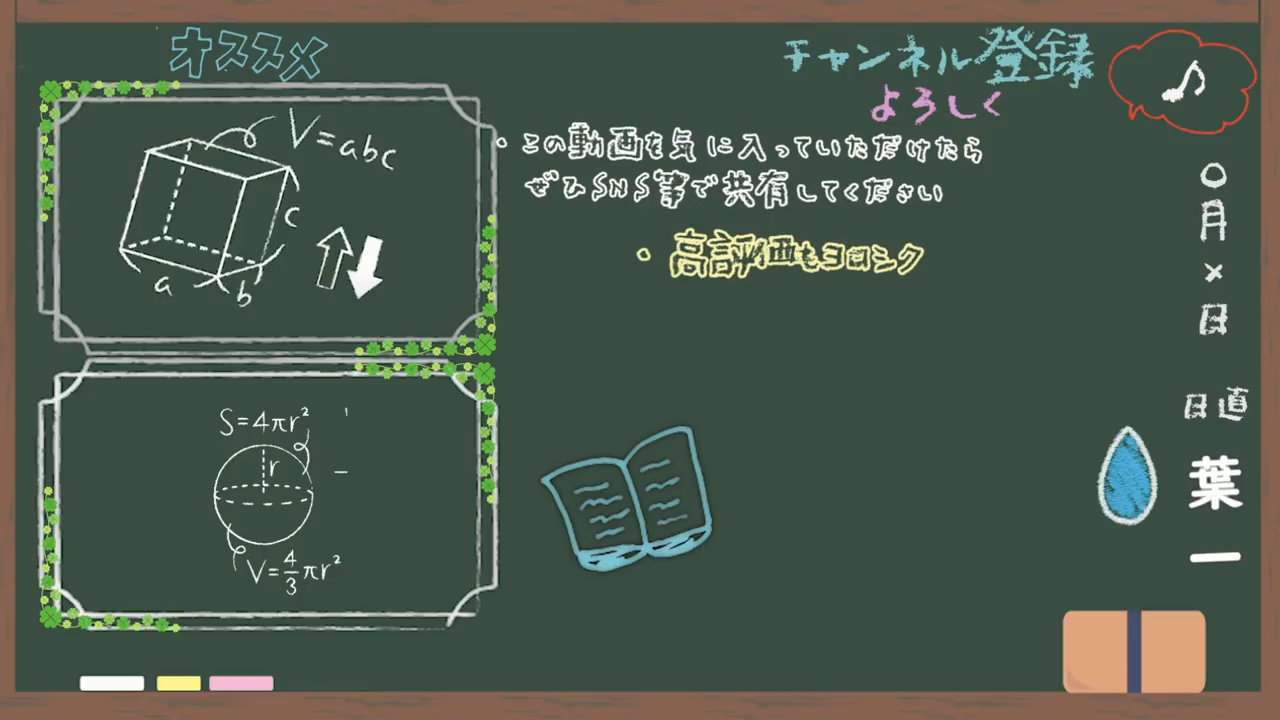 オススメ
V=abc
c
a
b
S=4πr²
r
V=4/3πr²
チャンネル登録
よろしく
・この動画を気に入っていただけたら
ぜひSNS等で共有してください
・高評価もヨロシク
〇月×日
日直
葉一